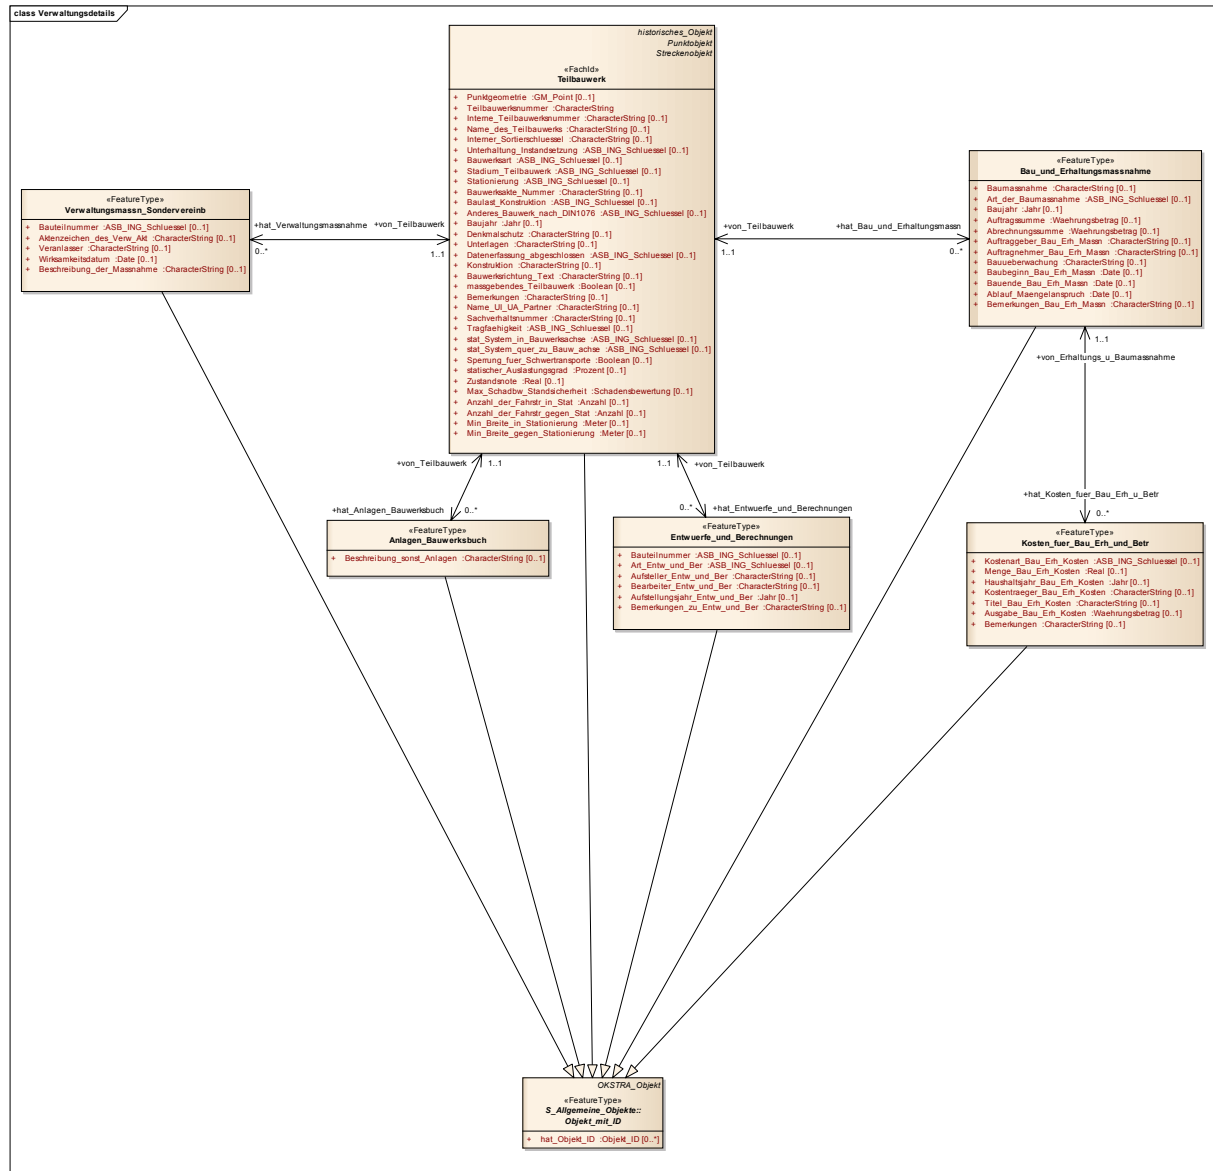 class Verwaltungsdetails
historisches_Objekt
Punktobjekt
Streckenobjekt
«FachId»
Teilbauwerk
+ Punktgeometrie :GM_Point [0..1]
+ Teilbauwerksnummer :CharacterString
+ Interne_Teilbauwerksnummer :CharacterString [0..1]
+ Name_des_Teilbauwerks :CharacterString [0..1]
+ Interner_Sortierschluessel :CharacterString [0..1]
+ Unterhaltung_Instandsetzung :ASB_ING_Schluessel [0..1]
+ Bauwerksart :ASB_ING_Schluessel [0..1]
+ Stadium_Teilbauwerk :ASB_ING_Schluessel [0..1]
+ Stationierung :ASB_ING_Schluessel [0..1]
+ Bauwerksakte_Nummer :CharacterString [0..1]
+ Baulast_Konstruktion :ASB_ING_Schluessel [0..1]
+ Anderes_Bauwerk_nach_DIN1076 :ASB_ING_Schluessel [0..1]
+ Baujahr :Jahr [0..1]
+ Denkmalschutz :CharacterString [0..1]
+ Unterlagen :CharacterString [0..1]
+ Datenerfassung_abgeschlossen :ASB_ING_Schluessel [0..1]
+ Konstruktion :CharacterString [0..1]
+ Bauwerksrichtung_Text :CharacterString [0..1]
+ massgebendes_Teilbauwerk :Boolean [0..1]
+ Bemerkungen :CharacterString [0..1]
+ Name_UI_UA_Partner :CharacterString [0..1]
+ Sachverhaltsnummer :CharacterString [0..1]
+ Tragfaehigkeit :ASB_ING_Schluessel [0..1]
+ stat_System_in_Bauwerksachse :ASB_ING_Schluessel [0..1]
+ stat_System_quer_zu_Bauw_achse :ASB_ING_Schluessel [0..1]
+ Sperrung_fuer_Schwertransporte :Boolean [0..1]
+ statischer_Auslastungsgrad :Prozent [0..1]
+ Zustandsnote :Real [0..1]
+ Max_Schadbw_Standsicherheit :Schadensbewertung [0..1]
+ Anzahl_der_Fahrstr_in_Stat :Anzahl [0..1]
+ Anzahl_der_Fahrstr_gegen_Stat :Anzahl [0..1]
+ Min_Breite_in_Stationierung :Meter [0..1]
+ Min_Breite_gegen_Stationierung :Meter [0..1]
«FeatureType»
Verwaltungsmassn_Sondervereinb
+ Bauteilnummer :ASB_ING_Schluessel [0..1]
+ Aktenzeichen_des_Verw_Akt :CharacterString [0..1]
+ Veranlasser :CharacterString [0..1]
+ Wirksamkeitsdatum :Date [0..1]
+ Beschreibung_der_Massnahme :CharacterString [0..1]
+hat_Verwaltungsmassnahme
0..*
+von_Teilbauwerk
1..1
+von_Teilbauwerk
1..1
+hat_Bau_und_Erhaltungsmassn
0..*
«FeatureType»
Bau_und_Erhaltungsmassnahme
+ Baumassnahme :CharacterString [0..1]
+ Art_der_Baumassnahme :ASB_ING_Schluessel [0..1]
+ Baujahr :Jahr [0..1]
+ Auftragssumme :Waehrungsbetrag [0..1]
+ Abrechnungssumme :Waehrungsbetrag [0..1]
+ Auftraggeber_Bau_Erh_Massn :CharacterString [0..1]
+ Auftragnehmer_Bau_Erh_Massn :CharacterString [0..1]
+ Bauueberwachung :CharacterString [0..1]
+ Baubeginn_Bau_Erh_Massn :Date [0..1]
+ Bauende_Bau_Erh_Massn :Date [0..1]
+ Ablauf_Maengelanspruch :Date [0..1]
+ Bemerkungen_Bau_Erh_Massn :CharacterString [0..1]
1..1
+von_Erhaltungs_u_Baumassnahme
+hat_Kosten_fuer_Bau_Erh_u_Betr
0..*
+von_Teilbauwerk
1..1
+hat_Anlagen_Bauwerksbuch
0..*
1..1
+von_Teilbauwerk
0..*
+hat_Entwuerfe_und_Berechnungen
«FeatureType»
Anlagen_Bauwerksbuch
+ Beschreibung_sonst_Anlagen :CharacterString [0..1]
«FeatureType»
Entwuerfe_und_Berechnungen
+ Bauteilnummer :ASB_ING_Schluessel [0..1]
+ Art_Entw_und_Ber :ASB_ING_Schluessel [0..1]
+ Aufsteller_Entw_und_Ber :CharacterString [0..1]
+ Bearbeiter_Entw_und_Ber :CharacterString [0..1]
+ Aufstellungsjahr_Entw_und_Ber :Jahr [0..1]
+ Bemerkungen_zu_Entw_und_Ber :CharacterString [0..1]
«FeatureType»
Kosten_fuer_Bau_Erh_und_Betr
+ Kostenart_Bau_Erh_Kosten :ASB_ING_Schluessel [0..1]
+ Menge_Bau_Erh_Kosten :Real [0..1]
+ Haushaltsjahr_Bau_Erh_Kosten :Jahr [0..1]
+ Kostentraeger_Bau_Erh_Kosten :CharacterString [0..1]
+ Titel_Bau_Erh_Kosten :CharacterString [0..1]
+ Ausgabe_Bau_Erh_Kosten :Waehrungsbetrag [0..1]
+ Bemerkungen :CharacterString [0..1]
OKSTRA_Objekt
«FeatureType»
S_Allgemeine_Objekte::
Objekt_mit_ID
+ hat_Objekt_ID :Objekt_ID [0..*]